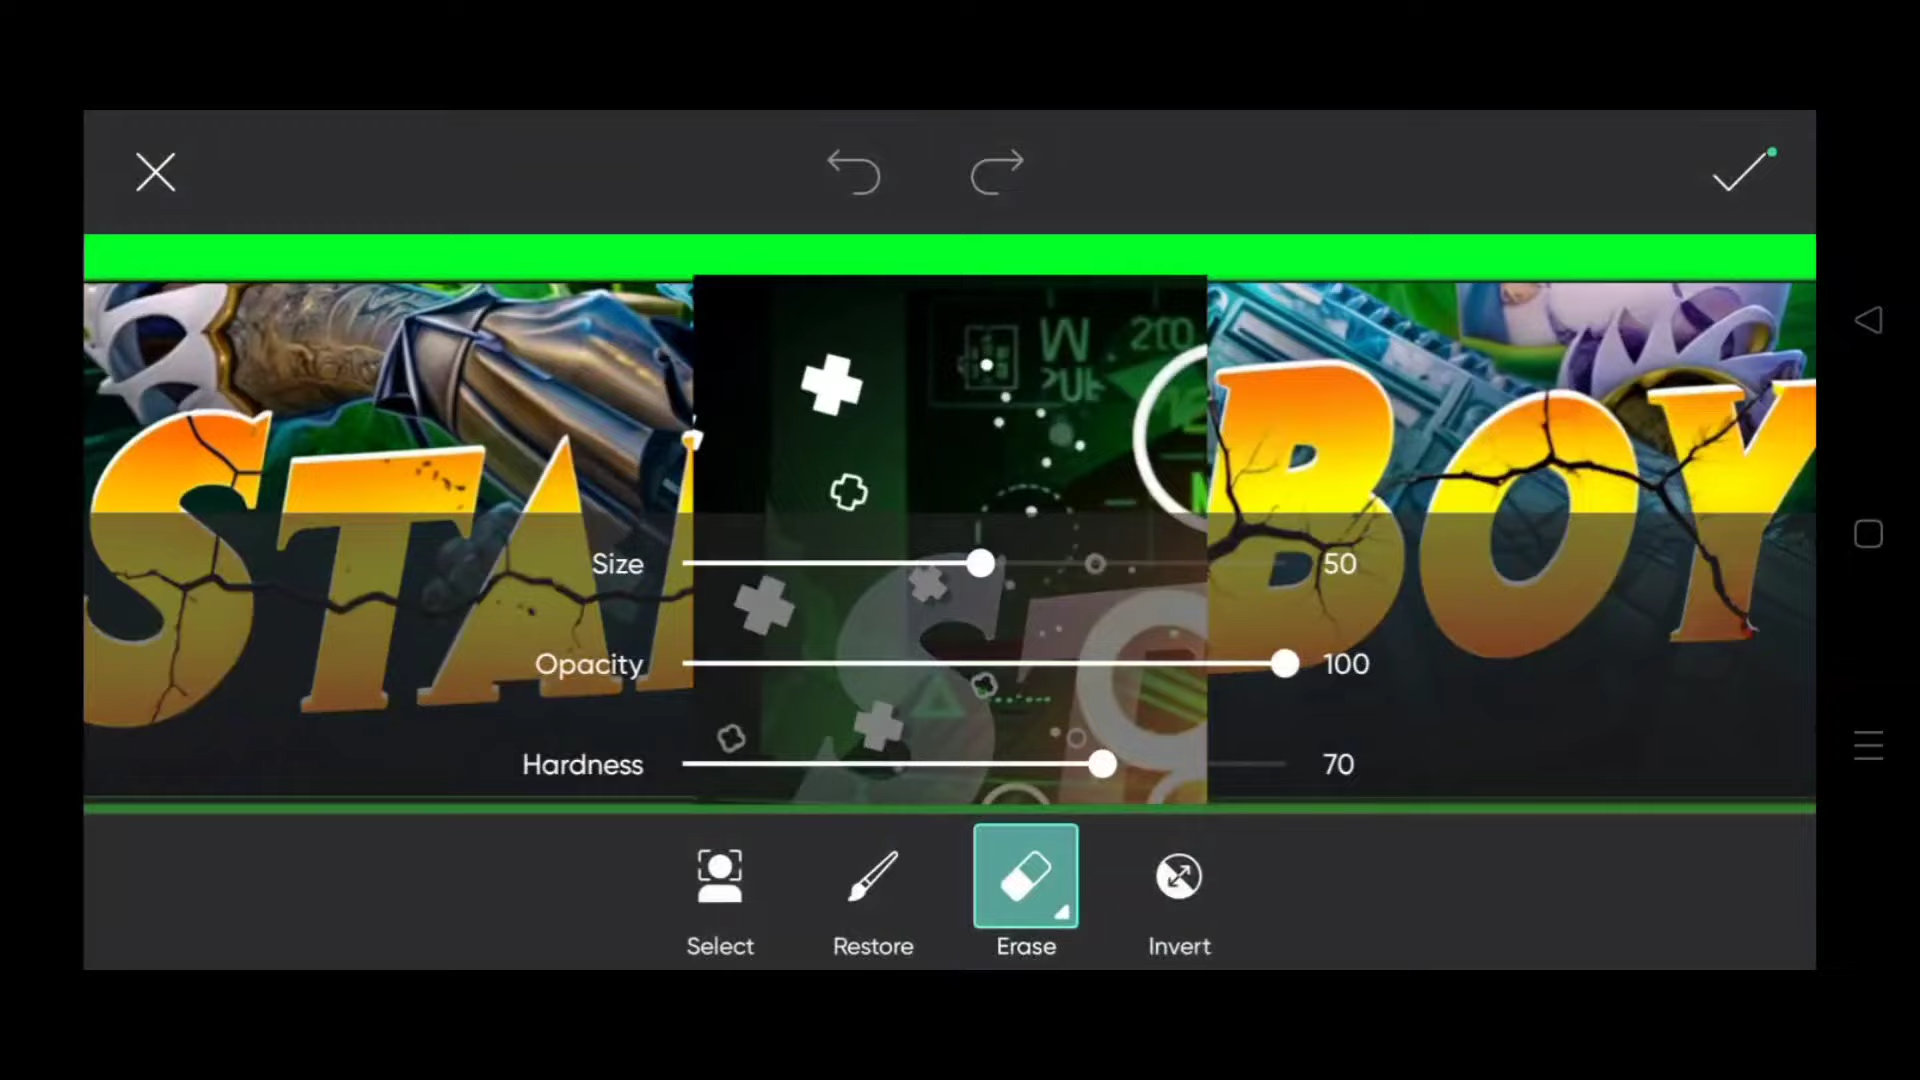 W 200
STA BOY
Size 50
Opacity 100
Hardness 70
Select Restore Erase Invert